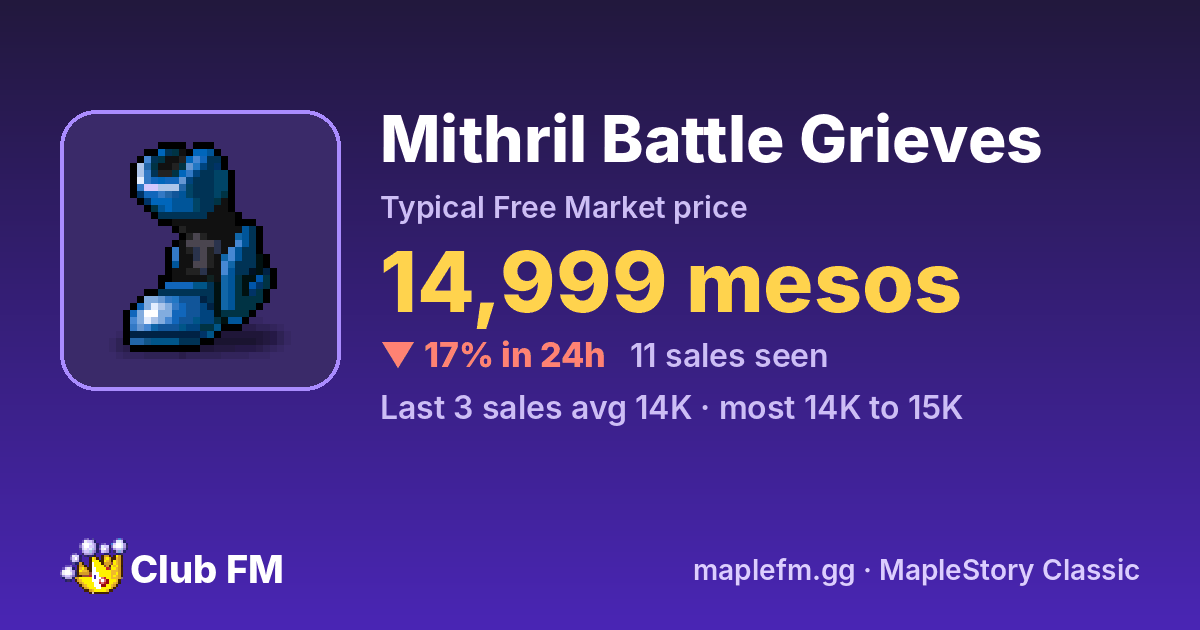 Mithril Battle Grieves
Typical Free Market price
14,999 mesos
▼ 17% in 24h 11 sales seen
Last 3 sales avg 14K · most 14K to 15K
Club FM
maplefm.gg · MapleStory Classic